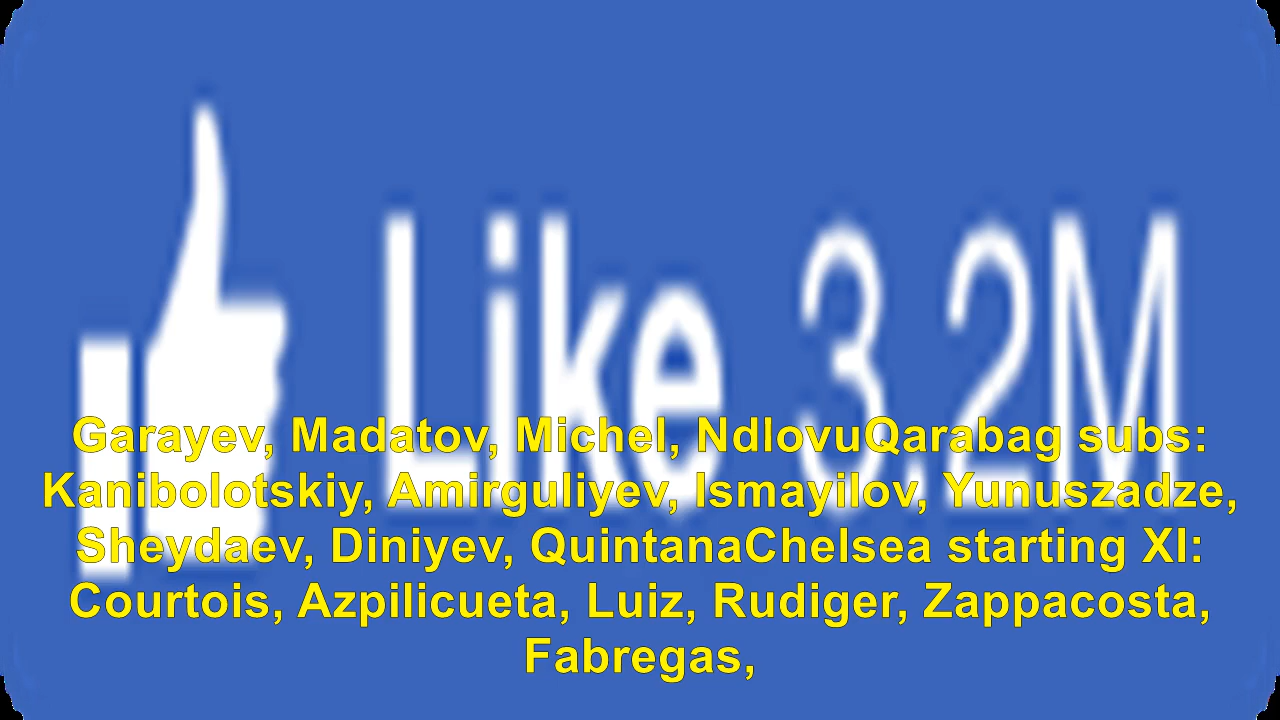 Like 3.2M
Garayev, Madatov, Michel, NdlovuQarabag subs:
Kanibolotskiy, Amirguliyev, Ismayilov, Yunuszadze,
Sheydaev, Diniyev, QuintanaChelsea starting XI:
Courtois, Azpilicueta, Luiz, Rudiger, Zappacosta,
Fabregas,